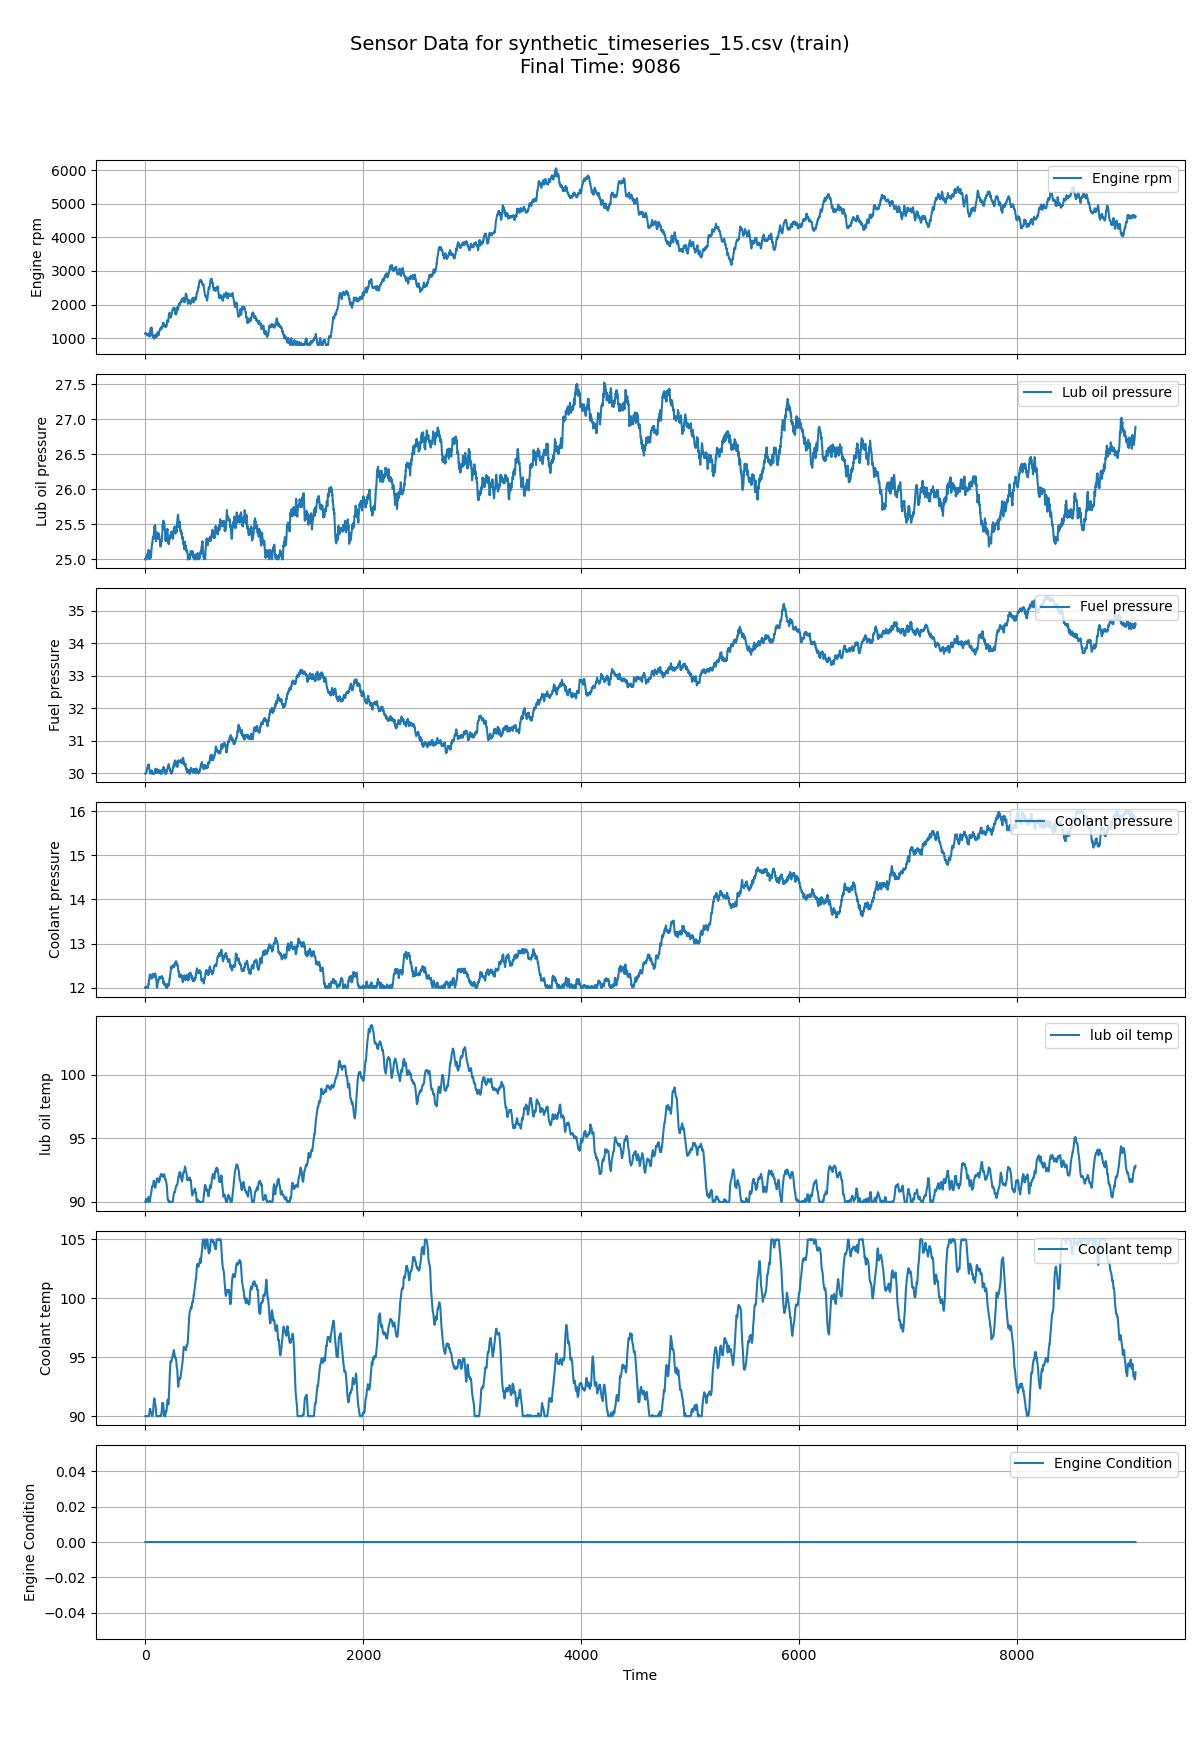 Sensor Data for synthetic_timeseries_15.csv (train)
Final Time: 9086
6000
5000
4000
3000
2000
1000
Engine rpm
Engine rpm
27.5
27.0
26.5
26.0
25.5
25.0
Lub oil pressure
Lub oil pressure
35
34
33
32
31
30
Fuel pressure
Fuel pressure
16
15
14
13
12
Coolant pressure
Coolant pressure
100
95
90
lub oil temp
lub oil temp
105
100
95
90
Coolant temp
Coolant temp
0.04
0.02
0.00
−0.02
−0.04
Engine Condition
Engine Condition
0 2000 4000 6000 8000
Time